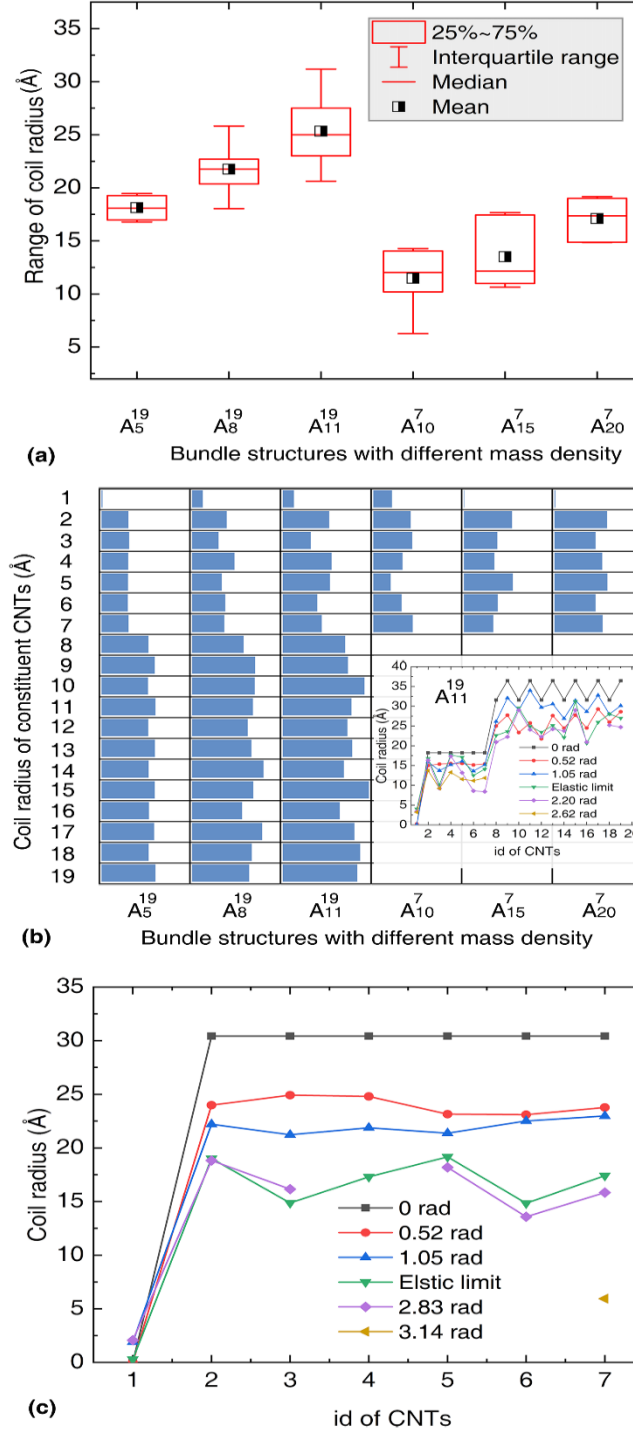 35
30
25
20
15
10
5
Range of coil radius(Å)
25%~75%
Interquartile range
Median
Mean
A₅¹⁹ A₈¹⁹ A₁₁¹⁹ A₁₀⁷ A₁₅⁷ A₂₀⁷
(a) Bundle structures with different mass density
Coil radius of constituent CNTs (Å)
1
2
3
4
5
6
7
8
9
10
11
12
13
14
15
16
17
18
19
A₁₁¹⁹
Coil radius (Å)
40
35
30
25
20
15
10
5
0
0 rad
0.52 rad
1.05 rad
Elastic limit
2.20 rad
2.62 rad
2 4 6 8 10 12 14 16 18 20
id of CNTs
A₅¹⁹ A₈¹⁹ A₁₁¹⁹ A₁₀⁷ A₁₅⁷ A₂₀⁷
(b) Bundle structures with different mass density
35
30
25
20
15
10
5
0
Coil radius (Å)
0 rad
0.52 rad
1.05 rad
Elstic limit
2.83 rad
3.14 rad
1 2 3 4 5 6 7
(c) id of CNTs